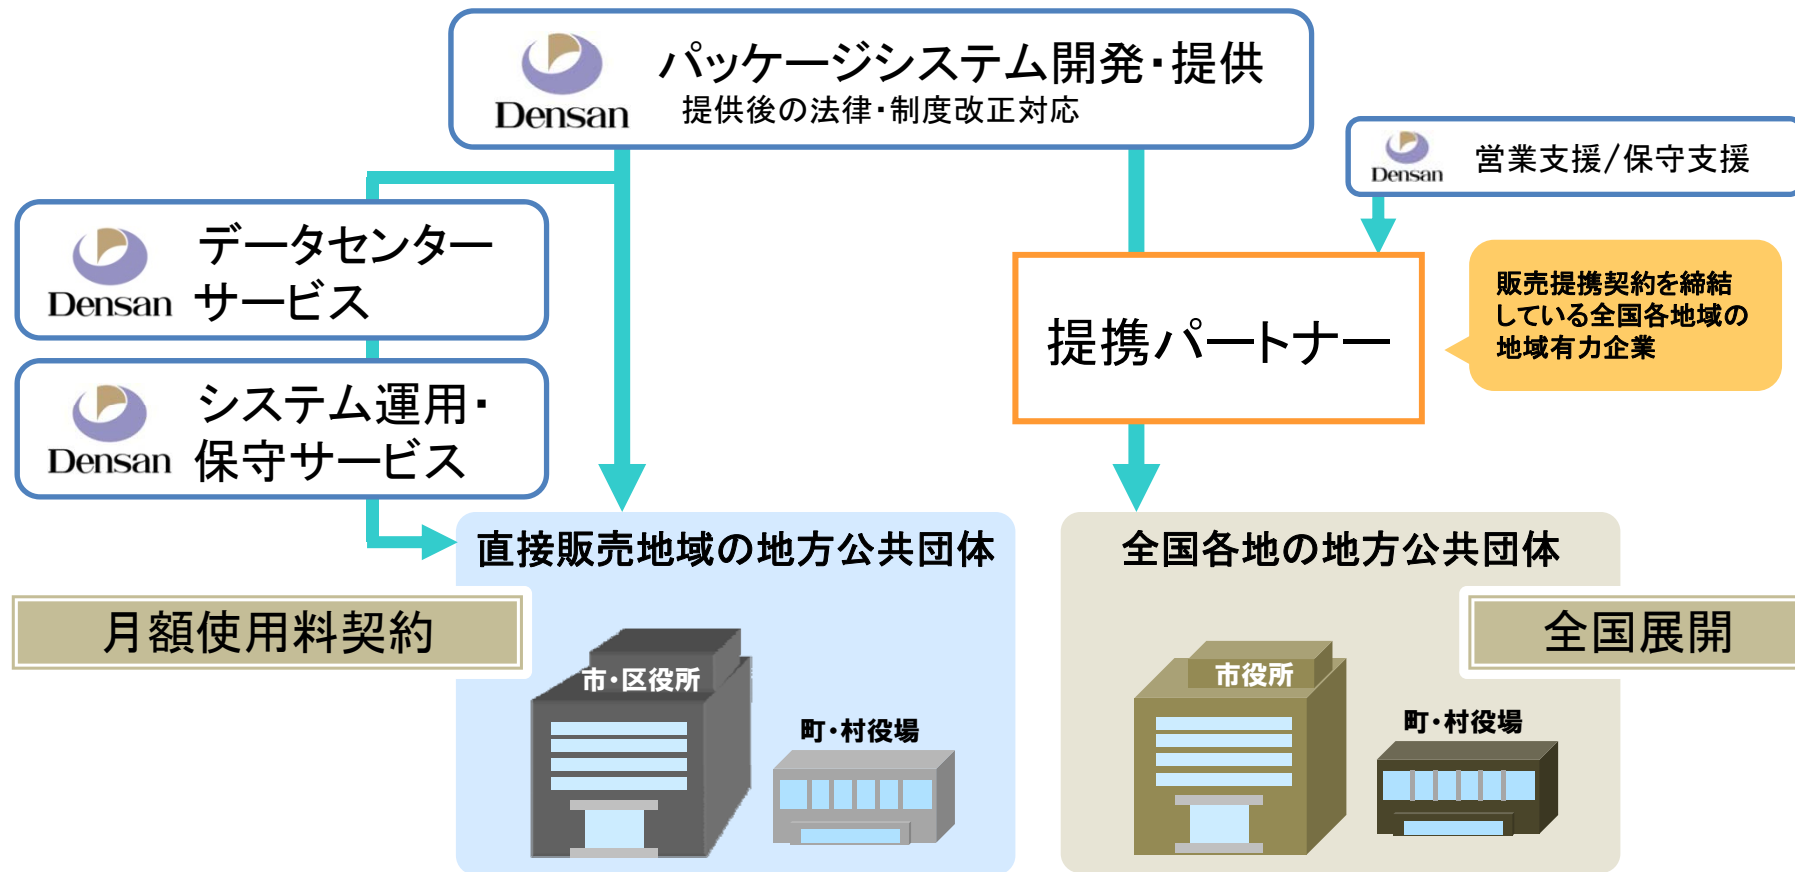 Densan
パッケージシステム開発・提供
提供後の法律・制度改正対応
Densan
営業支援/保守支援
Densan
データセンター
サービス
Densan
システム運用・
保守サービス
提携パートナー
販売提携契約を締結
している全国各地域の
地域有力企業
直接販売地域の地方公共団体
月額使用料契約
市・区役所
町・村役場
全国各地の地方公共団体
全国展開
市役所
町・村役場